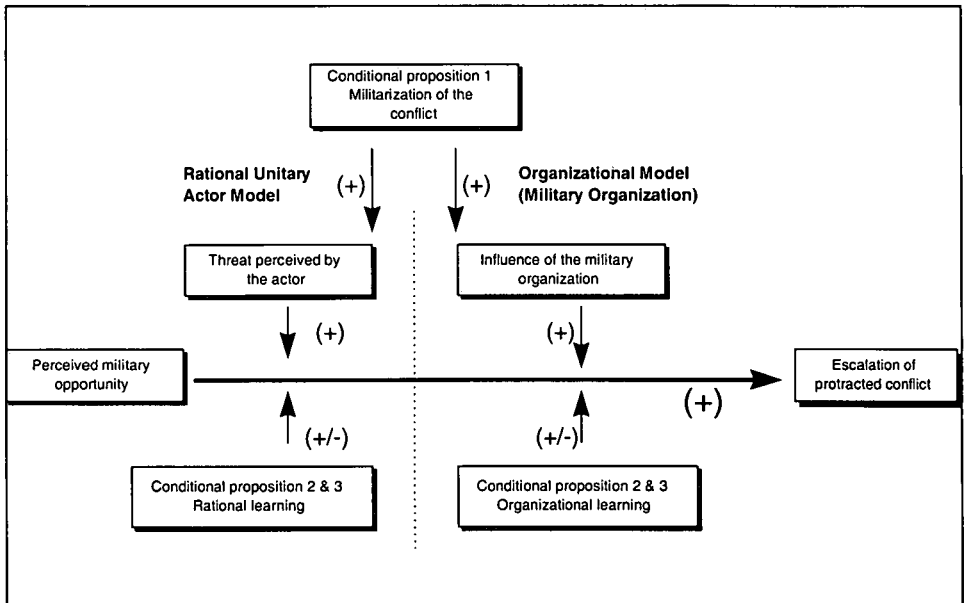 Conditional proposition 1
Militarization of the
conflict
Rational Unitary
Actor Model
(+)
(+)
Organizational Model
(Military Organization)
Threat perceived by
the actor
Influence of the military
organization
(+)
(+)
Perceived military
opportunity
Escalation of
protracted conflict
(+)
(+/-)
(+/-)
Conditional proposition 2 & 3
Rational learning
Conditional proposition 2 & 3
Organizational learning